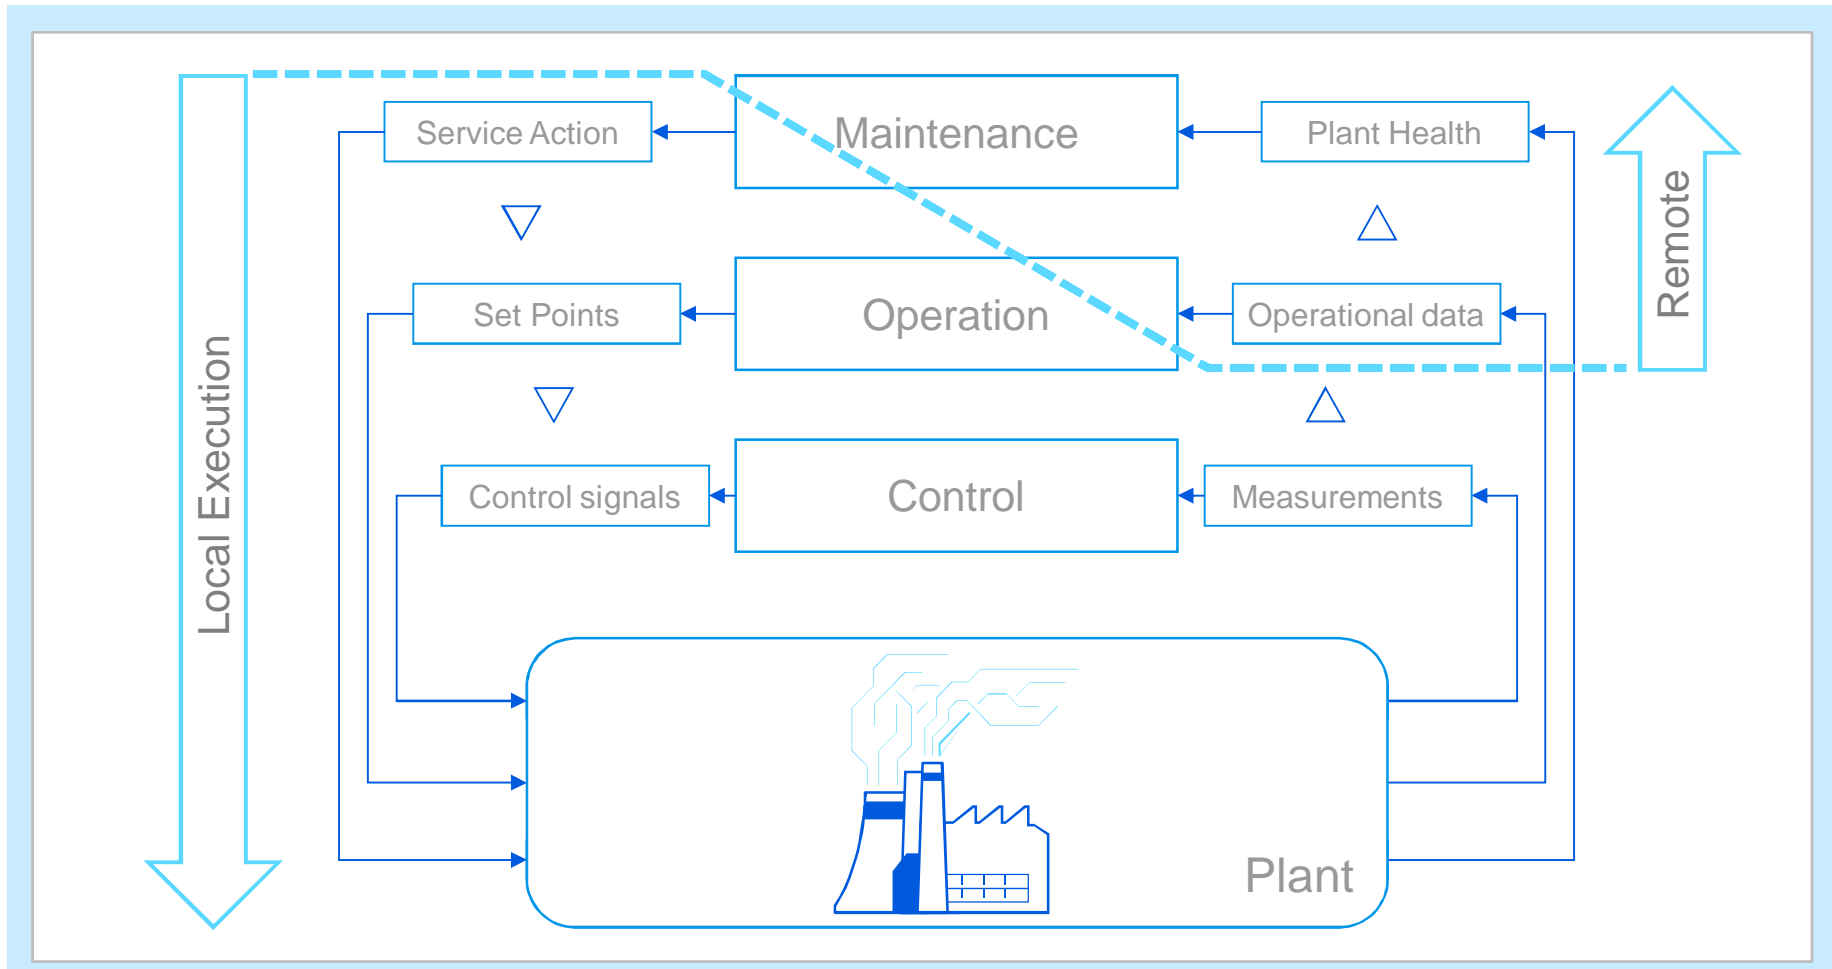 Service Action
Maintenance
Plant Health
Remote
Set Points
Operation
Operational data
Local Execution
Control signals
Control
Measurements
Plant